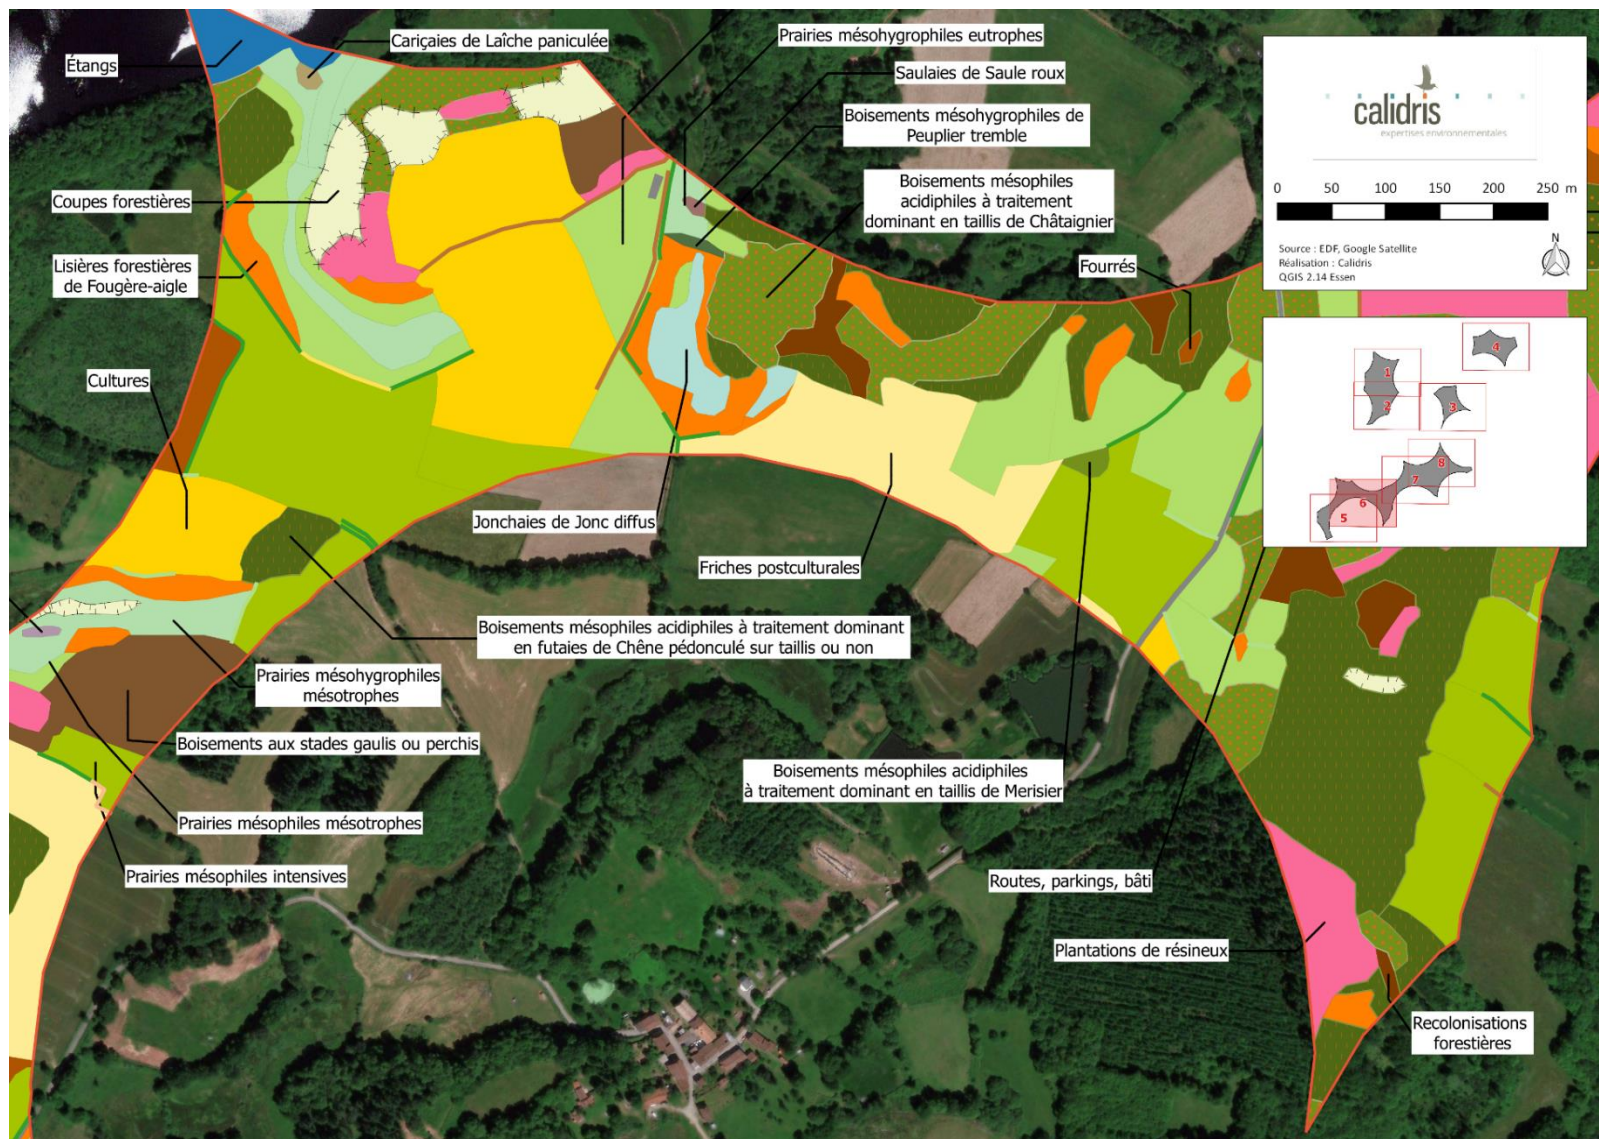 Étangs
Cariçaies de Laîche paniculée
Prairies mésohygrophiles eutrophes
Saulaies de Saule roux
Boisements mésohygrophiles de
Peuplier tremble
Boisements mésophiles
acidiphiles à traitement
dominant en taillis de Châtaignier
Coupes forestières
Lisières forestières
de Fougère-aigle
Fourrés
Cultures
Jonchaies de Jonc diffus
Friches postculturales
Boisements mésophiles acidiphiles à traitement dominant
en futaies de Chêne pédonculé sur taillis ou non
Prairies mésohygrophiles
mésotrophes
Boisements aux stades gaulis ou perchis
Boisements mésophiles acidiphiles
à traitement dominant en taillis de Merisier
Prairies mésophiles mésotrophes
Prairies mésophiles intensives
Routes, parkings, bâti
Plantations de résineux
Recolonisations
forestières
calidris
expertises environnementales
0 50 100 150 200 250 m
Source : EDF, Google Satellite
Réalisation : Calidris
QGIS 2.14 Essen
N
1
2
3
4
5
6
7
8